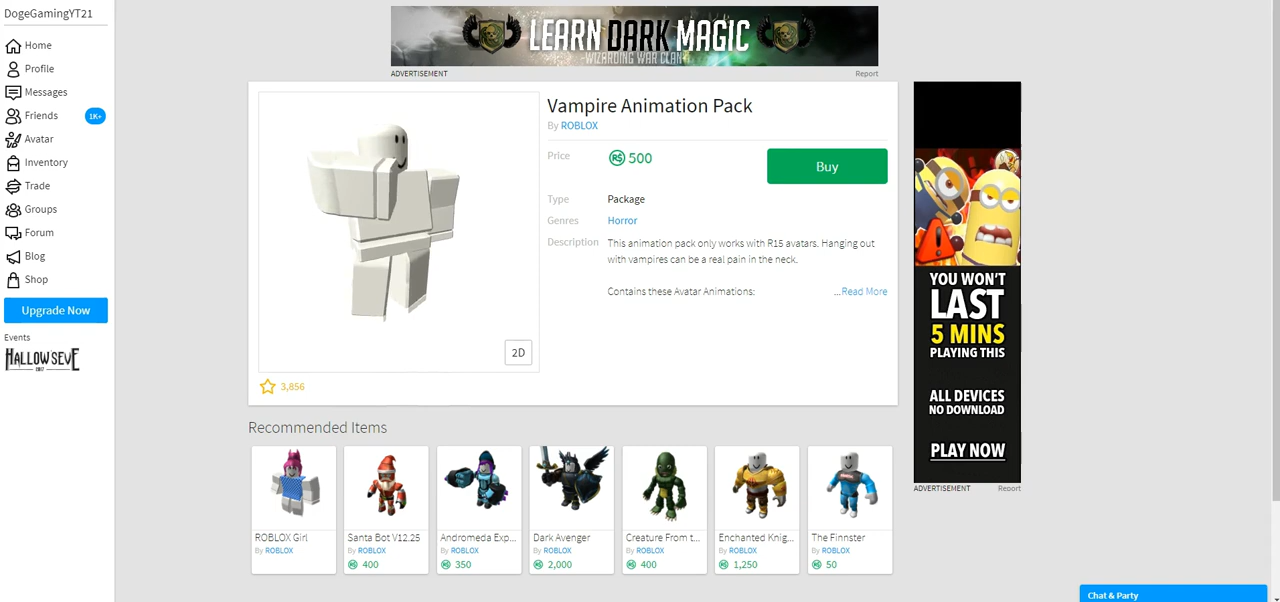 DogeGamingYT21
Home
Profile
Messages
Friends
1K+
Avatar
Inventory
Trade
Groups
Forum
Blog
Shop
Upgrade Now
Events
HALLOW'S EVE
2017
LEARN DARK MAGIC
-WIZARDING WAR CLAN-
ADVERTISEMENT
Report
Vampire Animation Pack
By ROBLOX
Price
R$ 500
Buy
Type
Package
Genres
Horror
Description
This animation pack only works with R15 avatars. Hanging out
with vampires can be a real pain in the neck.
Contains these Avatar Animations:
...Read More
2D
3,856
YOU WON'T
LAST
5 MINS
PLAYING THIS
ALL DEVICES
NO DOWNLOAD
PLAY NOW
ADVERTISEMENT
Report
Recommended Items
ROBLOX Girl
By ROBLOX
Santa Bot V12.25
By ROBLOX
R$ 400
Andromeda Exp...
By ROBLOX
R$ 350
Dark Avenger
By ROBLOX
R$ 2,000
Creature From t...
By ROBLOX
R$ 400
Enchanted Knig...
By ROBLOX
R$ 1,250
The Finnster
By ROBLOX
R$ 50
Chat & Party